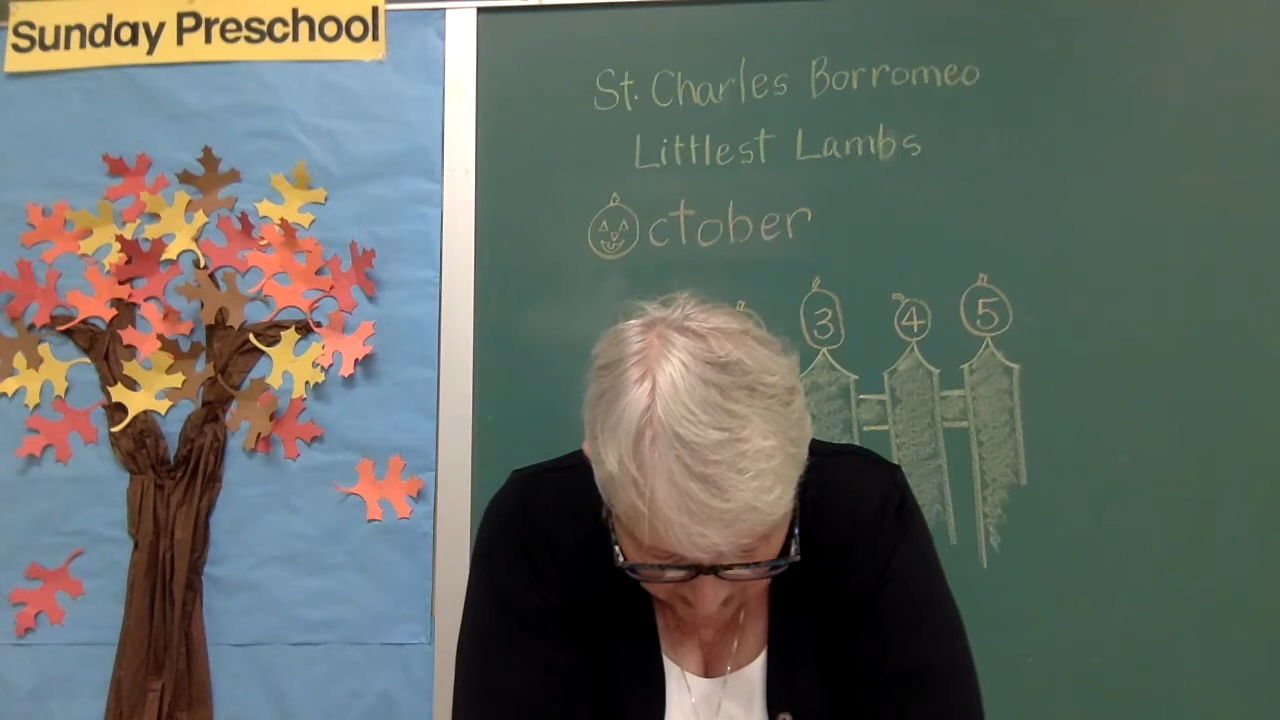 Sunday Preschool
St. Charles Borromeo
Littlest Lambs
October
3 4 5